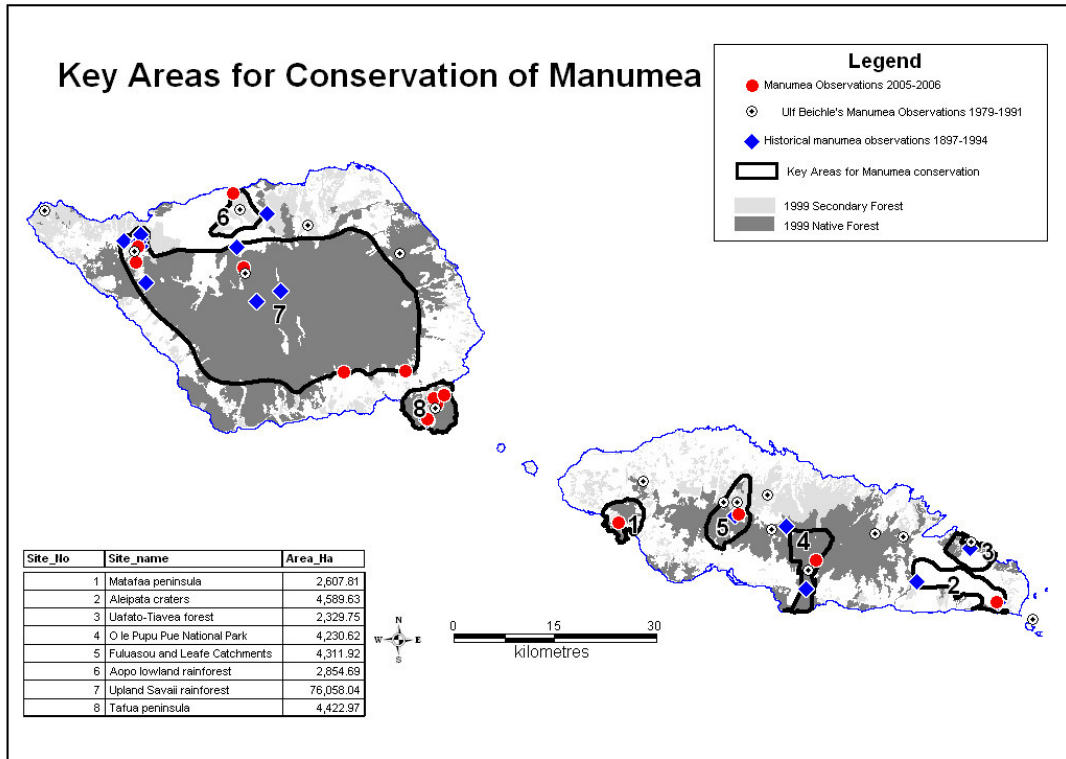 Key Areas for Conservation of Manumea
Legend
Manumea Observations 2005-2006
Ulf Beichle's Manumea Observations 1979-1991
Historical manumea observations 1897-1994
Key Areas for Manumea conservation
1999 Secondary Forest
1999 Native Forest
6
7
8
1
5
4
3
2
Site_No Site_name Area_Ha
1 Matafaa peninsula 2,607.81
2 Aleipata craters 4,589.63
3 Uafato-Tiavea forest 2,329.75
4 O le Pupu Pue National Park 4,230.62
5 Fuluasou and Leafe Catchments 4,311.92
6 Aopo lowland rainforest 2,854.69
7 Upland Savaii rainforest 76,058.04
8 Tafua peninsula 4,422.97
N
W E
S
0 15 30
kilometres